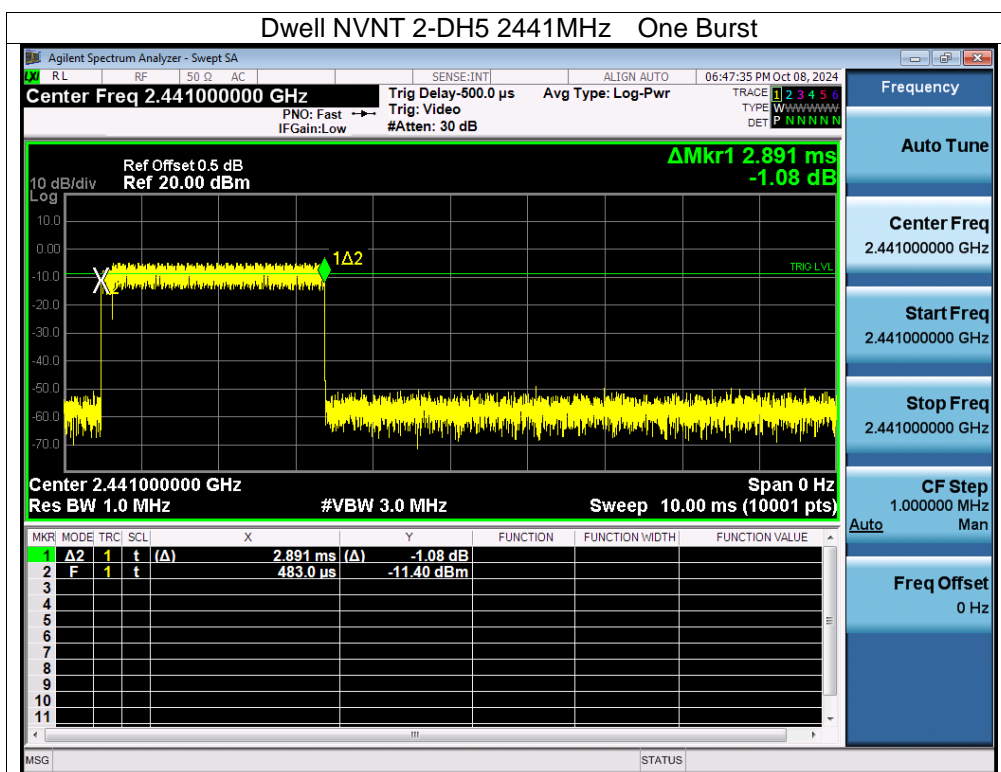 Dwell NVNT 2-DH5 2441MHz One Burst
Agilent Spectrum Analyzer - Swept SA
LXI RL RF 50 Ω AC SENSE:INT ALIGN AUTO 06:47:35 PM Oct 08, 2024
Center Freq 2.441000000 GHz Trig Delay-500.0 µs Avg Type: Log-Pwr TRACE 1 2 3 4 5 6
PNO: Fast Trig: Video TYPE WWWWWW
IFGain:Low #Atten: 30 dB DET P N N N N N
Frequency
Auto Tune
Center Freq
2.441000000 GHz
Start Freq
2.441000000 GHz
Stop Freq
2.441000000 GHz
CF Step
1.000000 MHz
Auto Man
Freq Offset
0 Hz
ΔMkr1 2.891 ms
-1.08 dB
Ref Offset 0.5 dB
10 dB/div Ref 20.00 dBm
Log
10.0
0.00
-10.0
-20.0
-30.0
-40.0
-50.0
-60.0
-70.0
1Δ2
TRIG LVL
Center 2.441000000 GHz Span 0 Hz
Res BW 1.0 MHz #VBW 3.0 MHz Sweep 10.00 ms (10001 pts)
MKR MODE TRC SCL X Y FUNCTION FUNCTION WIDTH FUNCTION VALUE
1 Δ2 1 t (Δ) 2.891 ms (Δ) -1.08 dB
2 F 1 t 483.0 µs -11.40 dBm
3
4
5
6
7
8
9
10
11
MSG STATUS